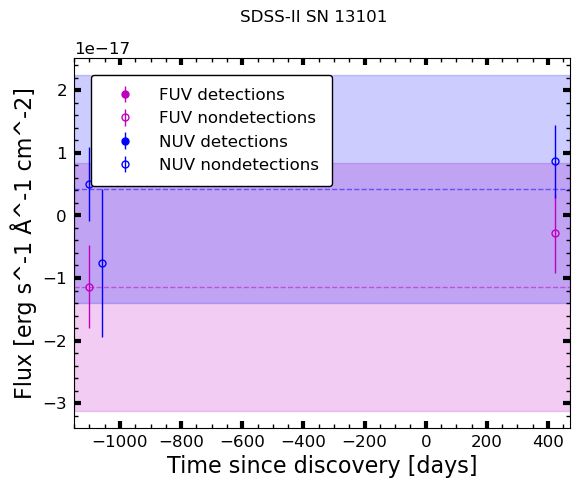 SDSS-II SN 13101
1e−17
FUV detections
FUV nondetections
NUV detections
NUV nondetections
2
1
0
−1
−2
−3
Flux [erg s^-1 Å^-1 cm^-2]
−1000 −800 −600 −400 −200 0 200 400
Time since discovery [days]